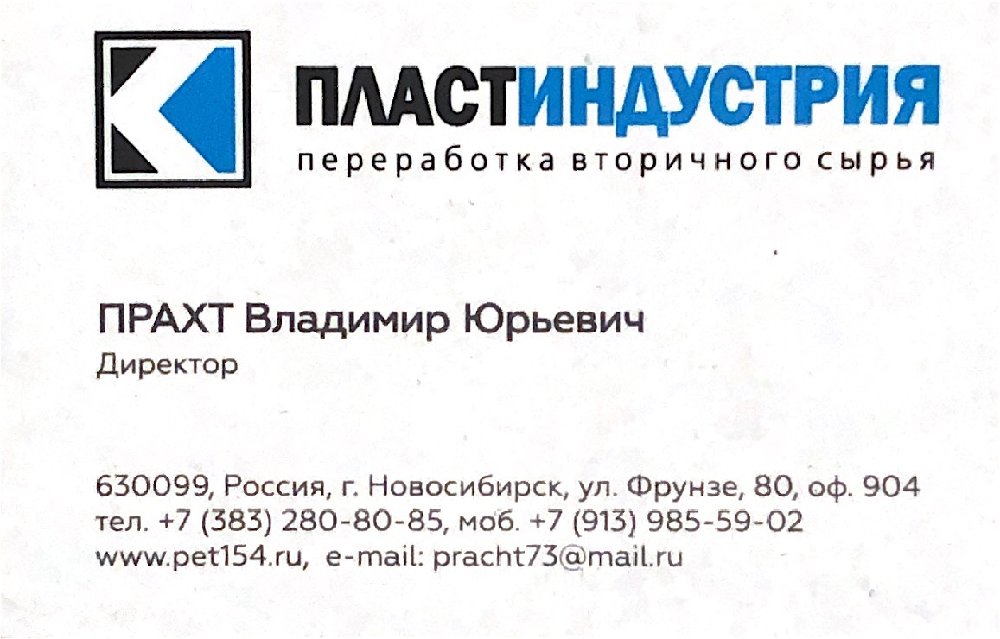 ПЛАСТИНДУСТРИЯ
переработка вторичного сырья
ПРАХТ Владимир Юрьевич
Директор
630099, Россия, г. Новосибирск, ул. Фрунзе, 80, оф. 904
тел. +7 (383) 280-80-85, моб. +7 (913) 985-59-02
www.pet154.ru, e-mail: pracht73@mail.ru